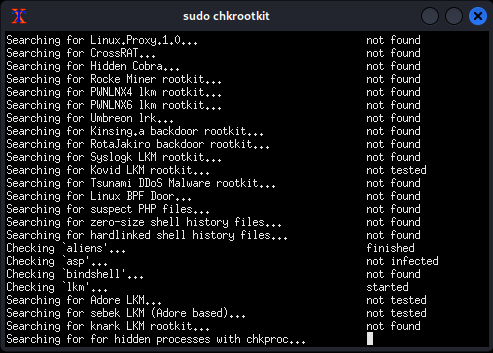 sudo chkrootkit
Searching for Linux.Proxy.1.0... not found
Searching for CrossRAT... not found
Searching for Hidden Cobra... not found
Searching for Rocke Miner rootkit... not found
Searching for PWNLNX4 lkm rootkit... not found
Searching for PWNLNX6 lkm rootkit... not found
Searching for Umbreon lrk... not found
Searching for Kinsing.a backdoor rootkit... not found
Searching for RotaJakiro backdoor rootkit... not found
Searching for Syslogk LKM rootkit... not found
Searching for Kovid LKM rootkit... not tested
Searching for Tsunami DDoS Malware rootkit... not found
Searching for Linux BPF Door... not found
Searching for suspect PHP files... not found
Searching for zero-size shell history files... not found
Searching for hardlinked shell history files... not found
Checking `aliens'... finished
Checking `asp'... not infected
Checking `bindshell'... not found
Checking `lkm'... started
Searching for Adore LKM... not tested
Searching for sebek LKM (Adore based)... not tested
Searching for knark LKM rootkit... not found
Searching for for hidden processes with chkproc...